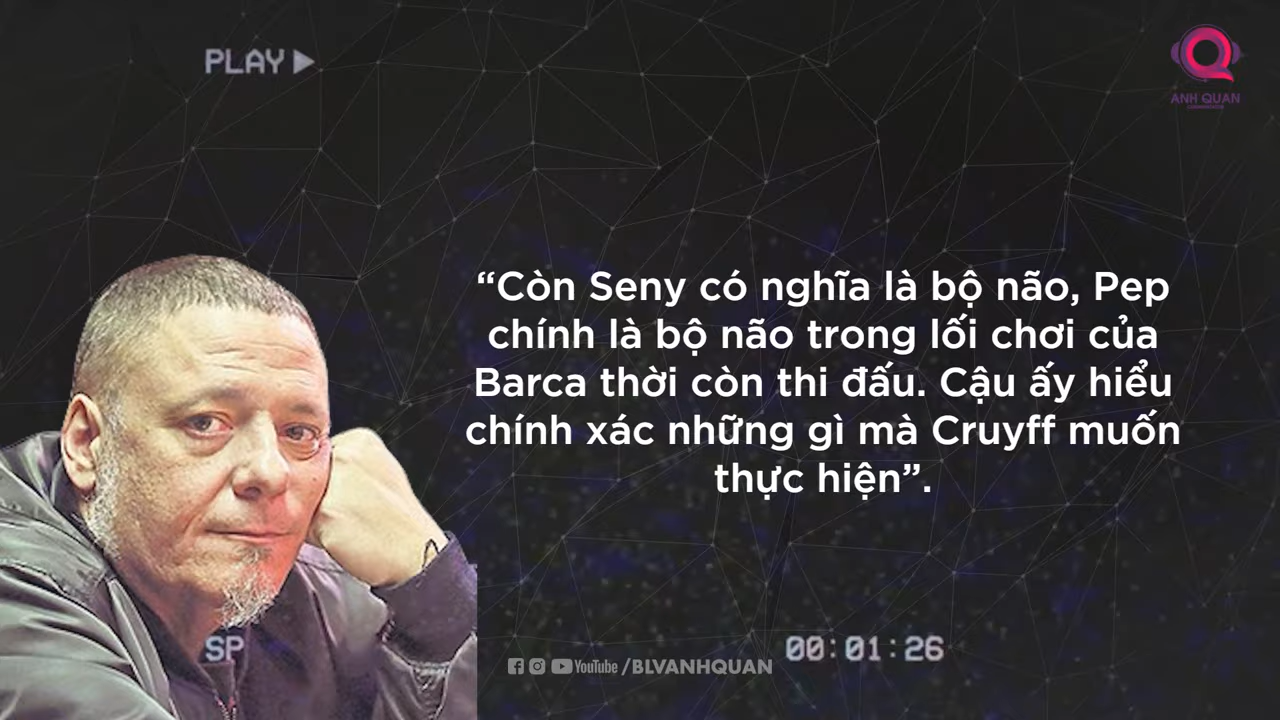 PLAY
ANH QUAN
“Còn Seny có nghĩa là bộ não, Pep
chính là bộ não trong lối chơi của
Barca thời còn thi đấu. Cậu ấy hiểu
chính xác những gì mà Cruyff muốn
thực hiện”.
SP
YouTube /BLVANHQUAN
00:01:26